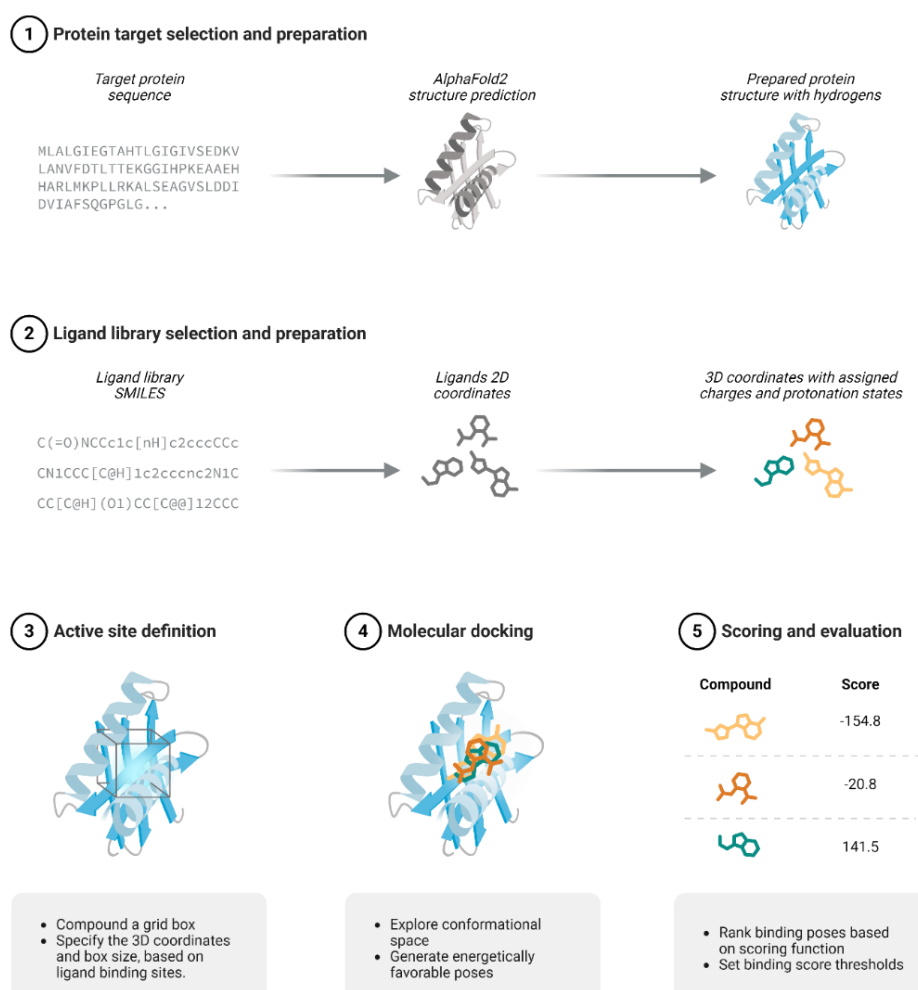 1 Protein target selection and preparation
Target protein
sequence
AlphaFold2
structure prediction
Prepared protein
structure with hydrogens
MLALGIEGTAHTLGIGIVSEDKV
LANVFDTLTTEKGGIHPKEAAEH
HARLMKPLLRKALSEAGVSLDDI
DVIAFSQGPGLG...
2 Ligand library selection and preparation
Ligand library
SMILES
Ligands 2D
coordinates
3D coordinates with assigned
charges and protonation states
C(=O)NCCc1c[nH]c2cccCCc
CN1CCC[C@H]1c2cccnc2N1C
CC[C@H](O1)CC[C@@]12CCC
3 Active site definition
4 Molecular docking
5 Scoring and evaluation
Compound Score
-154.8
-20.8
141.5
• Compound a grid box
• Specify the 3D coordinates
and box size, based on
ligand binding sites.
• Explore conformational
space
• Generate energetically
favorable poses
• Rank binding poses based
on scoring function
• Set binding score thresholds